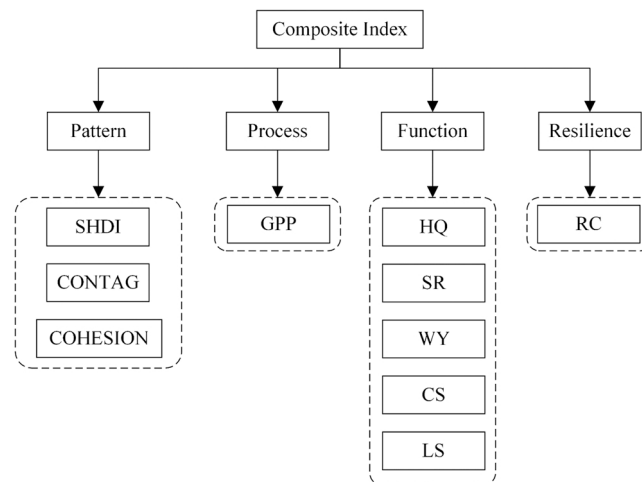 Composite Index
Pattern
Process
Function
Resilience
SHDI
CONTAG
COHESION
GPP
HQ
SR
WY
CS
LS
RC